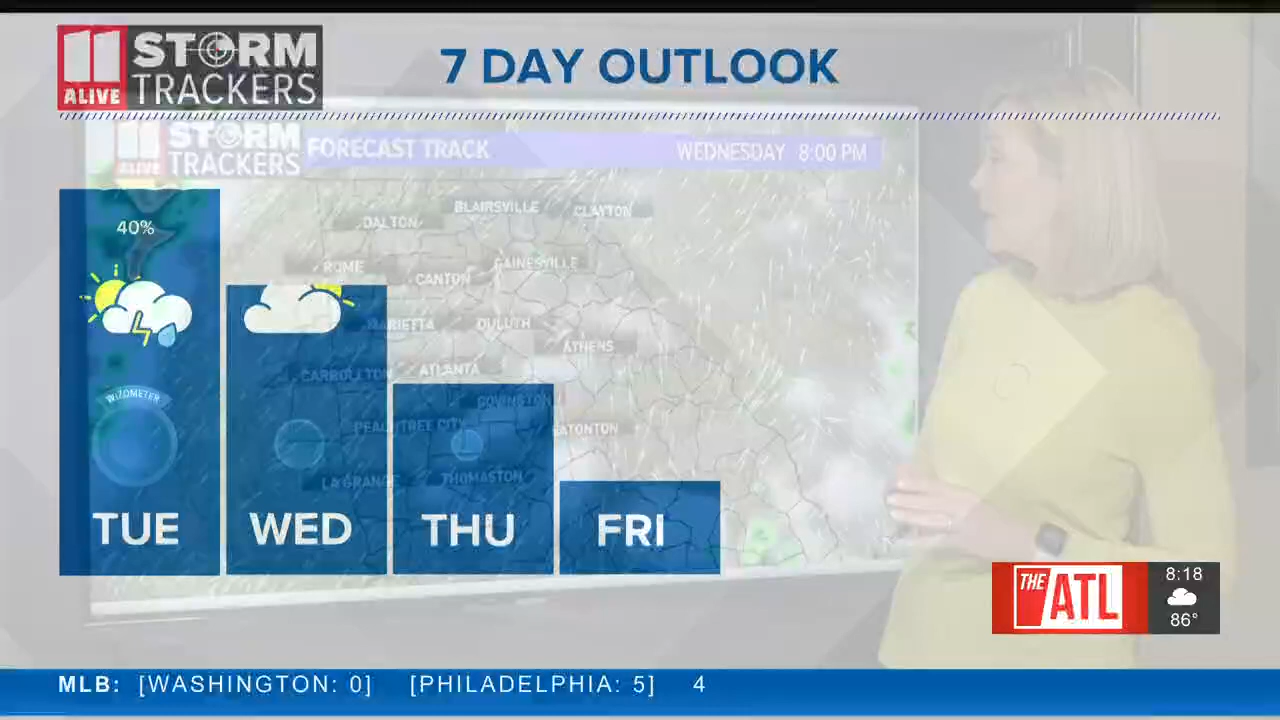 11 ALIVE STORM TRACKERS
7 DAY OUTLOOK
11 ALIVE STORM TRACKERS
FORECAST TRACK
WEDNESDAY 8:00 PM
BLAIRSVILLE
CLAYTON
DALTON
ROME
GAINESVILLE
CANTON
MARIETTA
DULUTH
ATHENS
CARROLLTON
ATLANTA
COVINGTON
PEACHTREE CITY
EATONTON
LA GRANGE
THOMASTON
40%
WIZOMETER
TUE
WED
THU
FRI
THE ATL
8:18
86°
MLB: [WASHINGTON: 0] [PHILADELPHIA: 5] 4